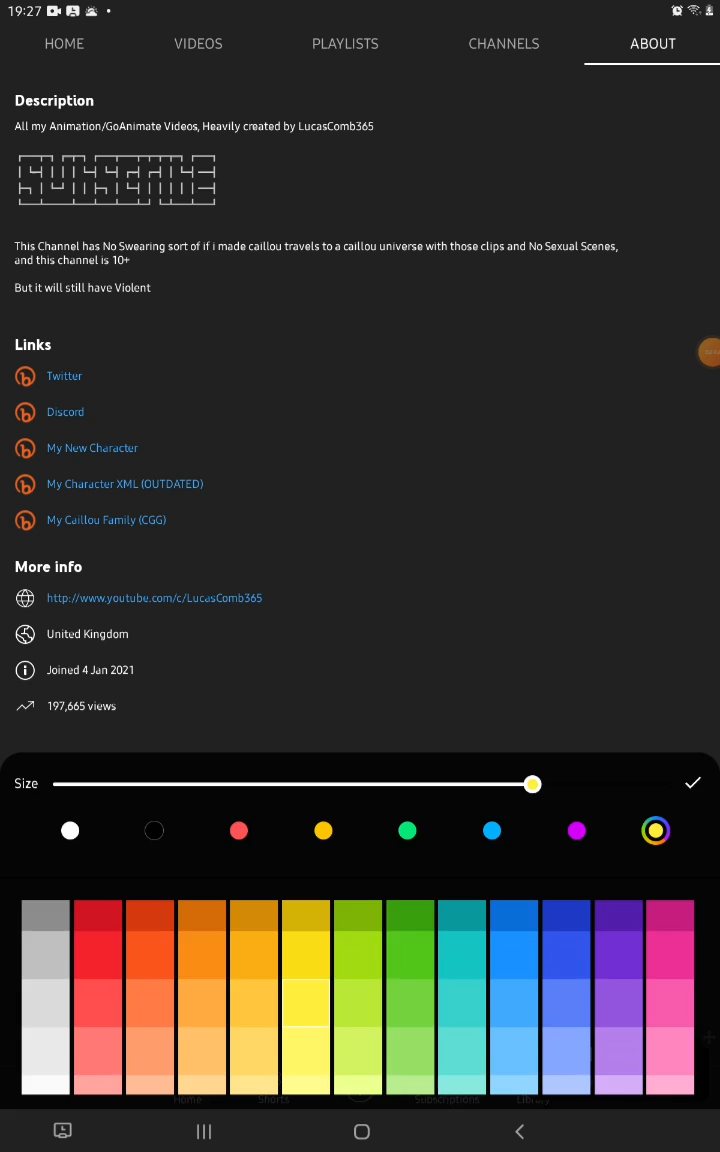 19:27
HOME VIDEOS PLAYLISTS CHANNELS ABOUT
Description
All my Animation/GoAnimate Videos, Heavily created by LucasComb365
This Channel has No Swearing sort of if i made caillou travels to a caillou universe with those clips and No Sexual Scenes,
and this channel is 10+
But it will still have Violent
Links
Twitter
Discord
My New Character
My Character XML (OUTDATED)
My Caillou Family (CGG)
More info
http://www.youtube.com/c/LucasComb365
United Kingdom
Joined 4 Jan 2021
197,665 views
Size
Home Shorts Subscriptions Library